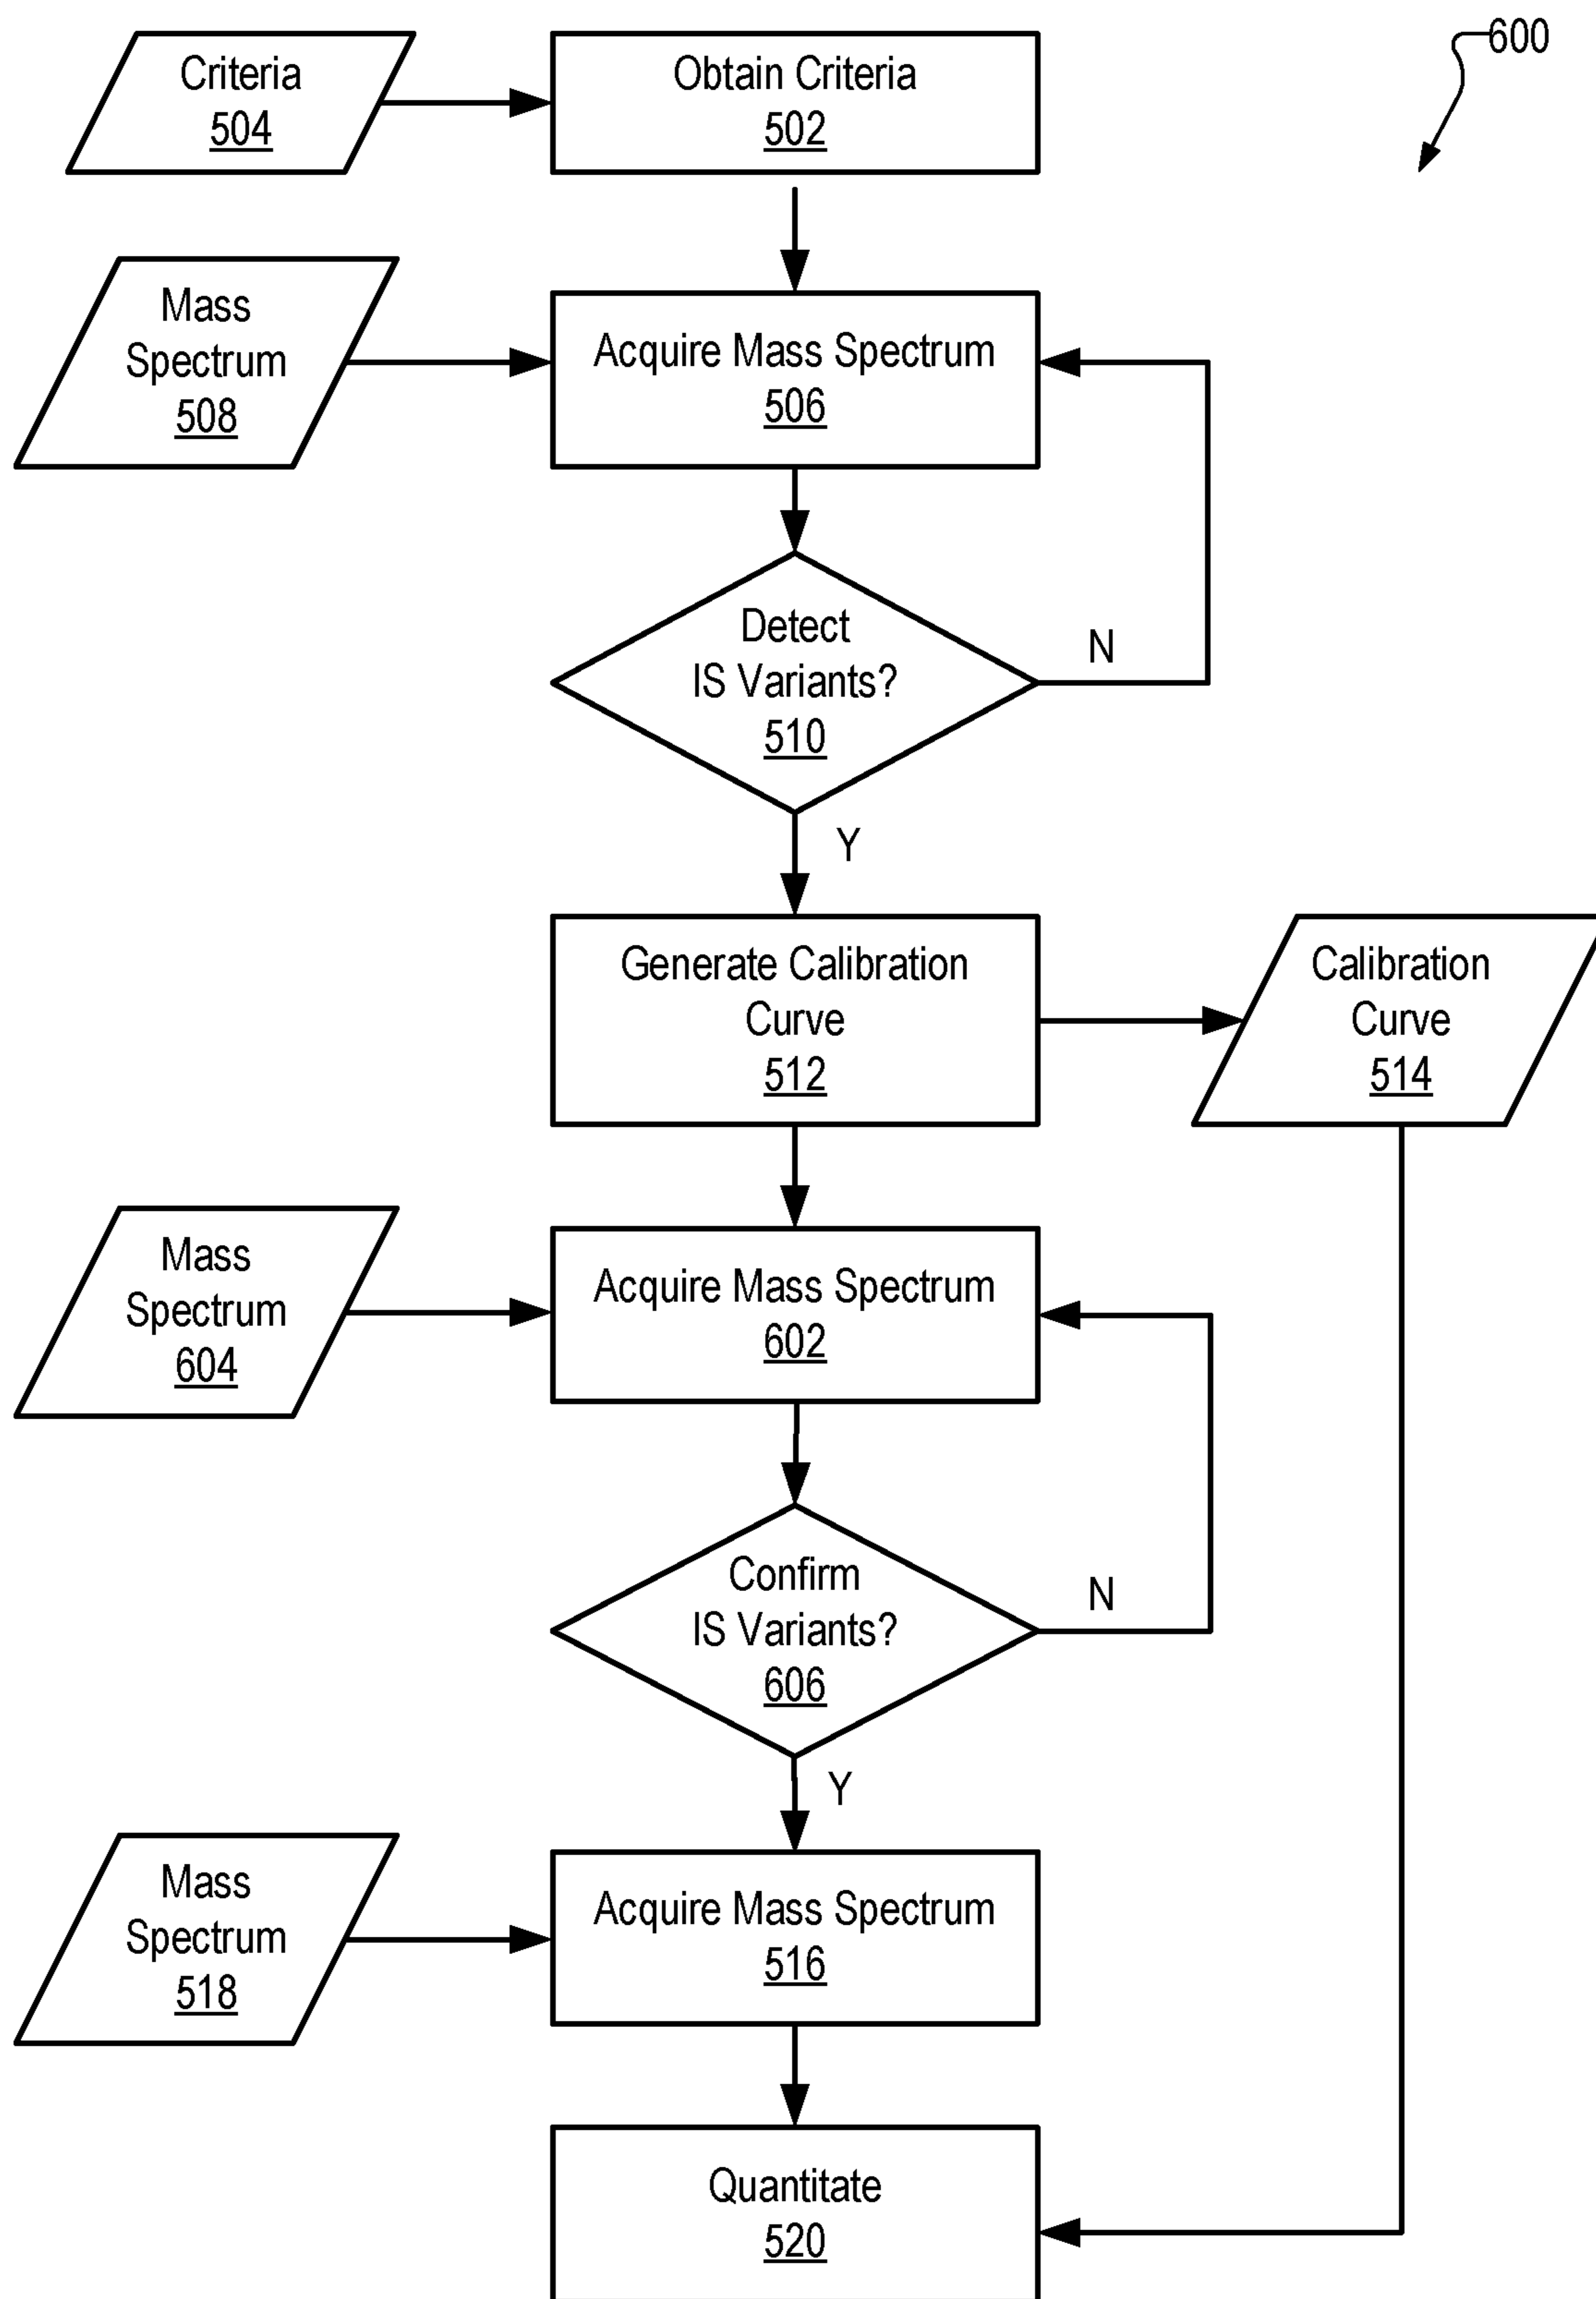 600
Criteria
504
Obtain Criteria
502
Mass
Spectrum
508
Acquire Mass Spectrum
506
Detect
IS Variants?
510
N
Y
Generate Calibration
Curve
512
Calibration
Curve
514
Mass
Spectrum
604
Acquire Mass Spectrum
602
Confirm
IS Variants?
606
N
Y
Mass
Spectrum
518
Acquire Mass Spectrum
516
Quantitate
520